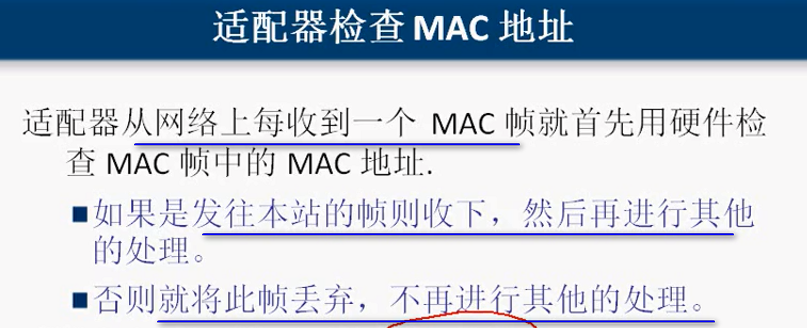 适配器检查 MAC 地址
适配器从网络上每收到一个 MAC 帧就首先用硬件检
查 MAC 帧中的 MAC 地址.
■如果是发往本站的帧则收下，然后再进行其他
的处理。
■否则就将此帧丢弃，不再进行其他的处理。